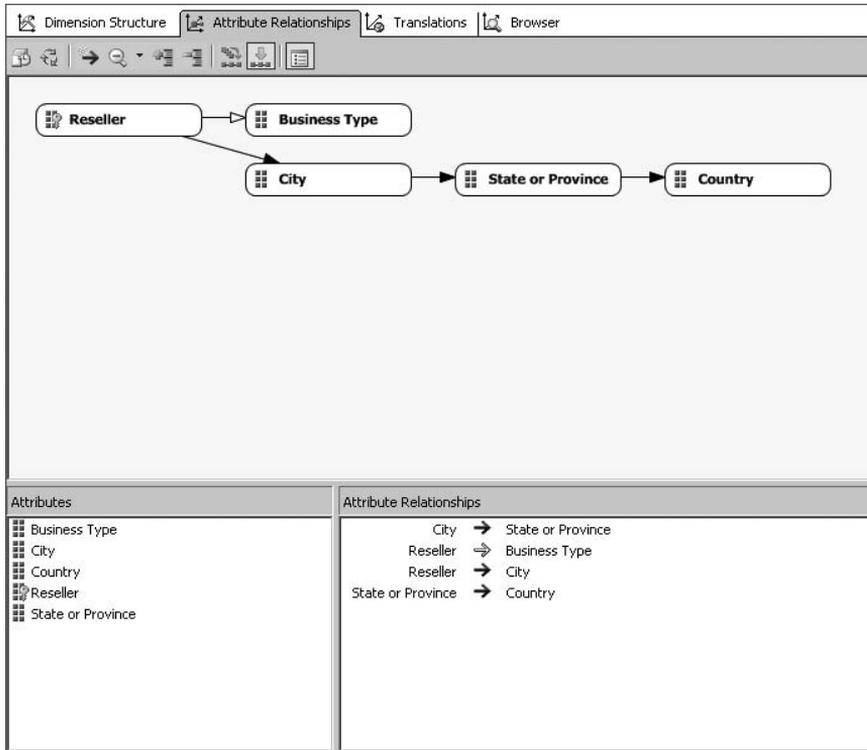 Dimension Structure Attribute Relationships Translations Browser
Reseller Business Type
City State or Province Country
Attributes
Business Type
City
Country
Reseller
State or Province
Attribute Relationships
City State or Province
Reseller Business Type
Reseller City
State or Province Country